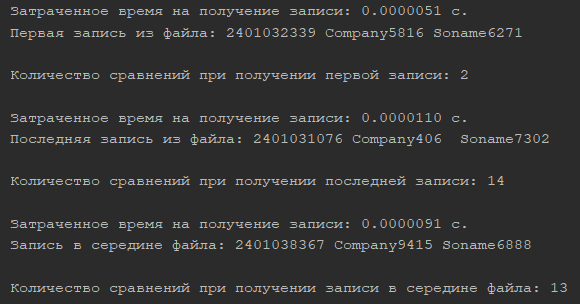 Затраченное время на получение записи: 0.0000051 с.
Первая запись из файла: 2401032339 Company5816 Soname6271
Количество сравнений при получении первой записи: 2
Затраченное время на получение записи: 0.0000110 с.
Последняя запись из файла: 2401031076 Company406  Soname7302
Количество сравнений при получении последней записи: 14
Затраченное время на получение записи: 0.0000091 с.
Запись в середине файла: 2401038367 Company9415 Soname6888
Количество сравнений при получении записи в середине файла: 13